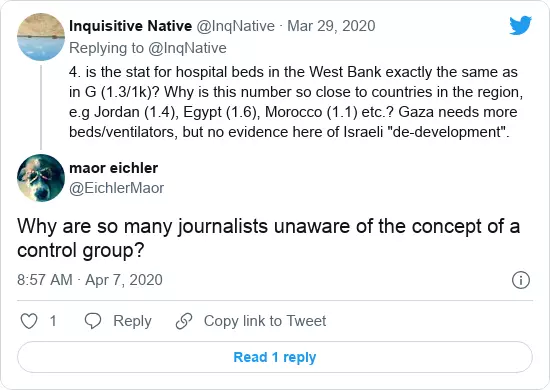 Inquisitive Native @InqNative · Mar 29, 2020
Replying to @InqNative
4. is the stat for hospital beds in the West Bank exactly the same as
in G (1.3/1k)? Why is this number so close to countries in the region,
e.g Jordan (1.4), Egypt (1.6), Morocco (1.1) etc.? Gaza needs more
beds/ventilators, but no evidence here of Israeli "de-development".
maor eichler
@EichlerMaor
Why are so many journalists unaware of the concept of a
control group?
8:57 AM · Apr 7, 2020
1 Reply Copy link to Tweet
Read 1 reply